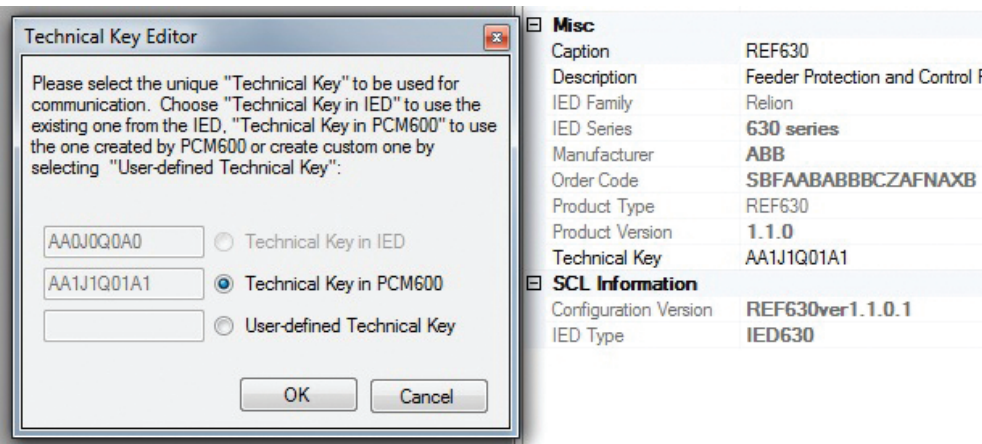 Technical Key Editor
Please select the unique "Technical Key" to be used for
communication. Choose "Technical Key in IED" to use the
existing one from the IED, "Technical Key in PCM600" to use
the one created by PCM600 or create custom one by
selecting "User-defined Technical Key":
AA0J0Q0A0 Technical Key in IED
AA1J1Q01A1 Technical Key in PCM600
User-defined Technical Key
OK Cancel
Misc
Caption REF630
Description Feeder Protection and Control
IED Family Relion
IED Series 630 series
Manufacturer ABB
Order Code SBFAABABBBCZAFNAXB
Product Type REF630
Product Version 1.1.0
Technical Key AA1J1Q01A1
SCL Information
Configuration Version REF630ver1.1.0.1
IED Type IED630